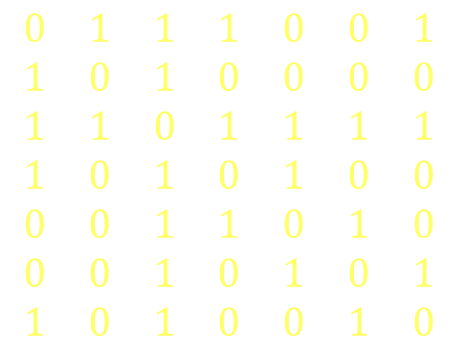 0 1 1 1 0 0 1
1 0 1 0 0 0 0
1 1 0 1 1 1 1
1 0 1 0 1 0 0
0 0 1 1 0 1 0
0 0 1 0 1 0 1
1 0 1 0 0 1 0